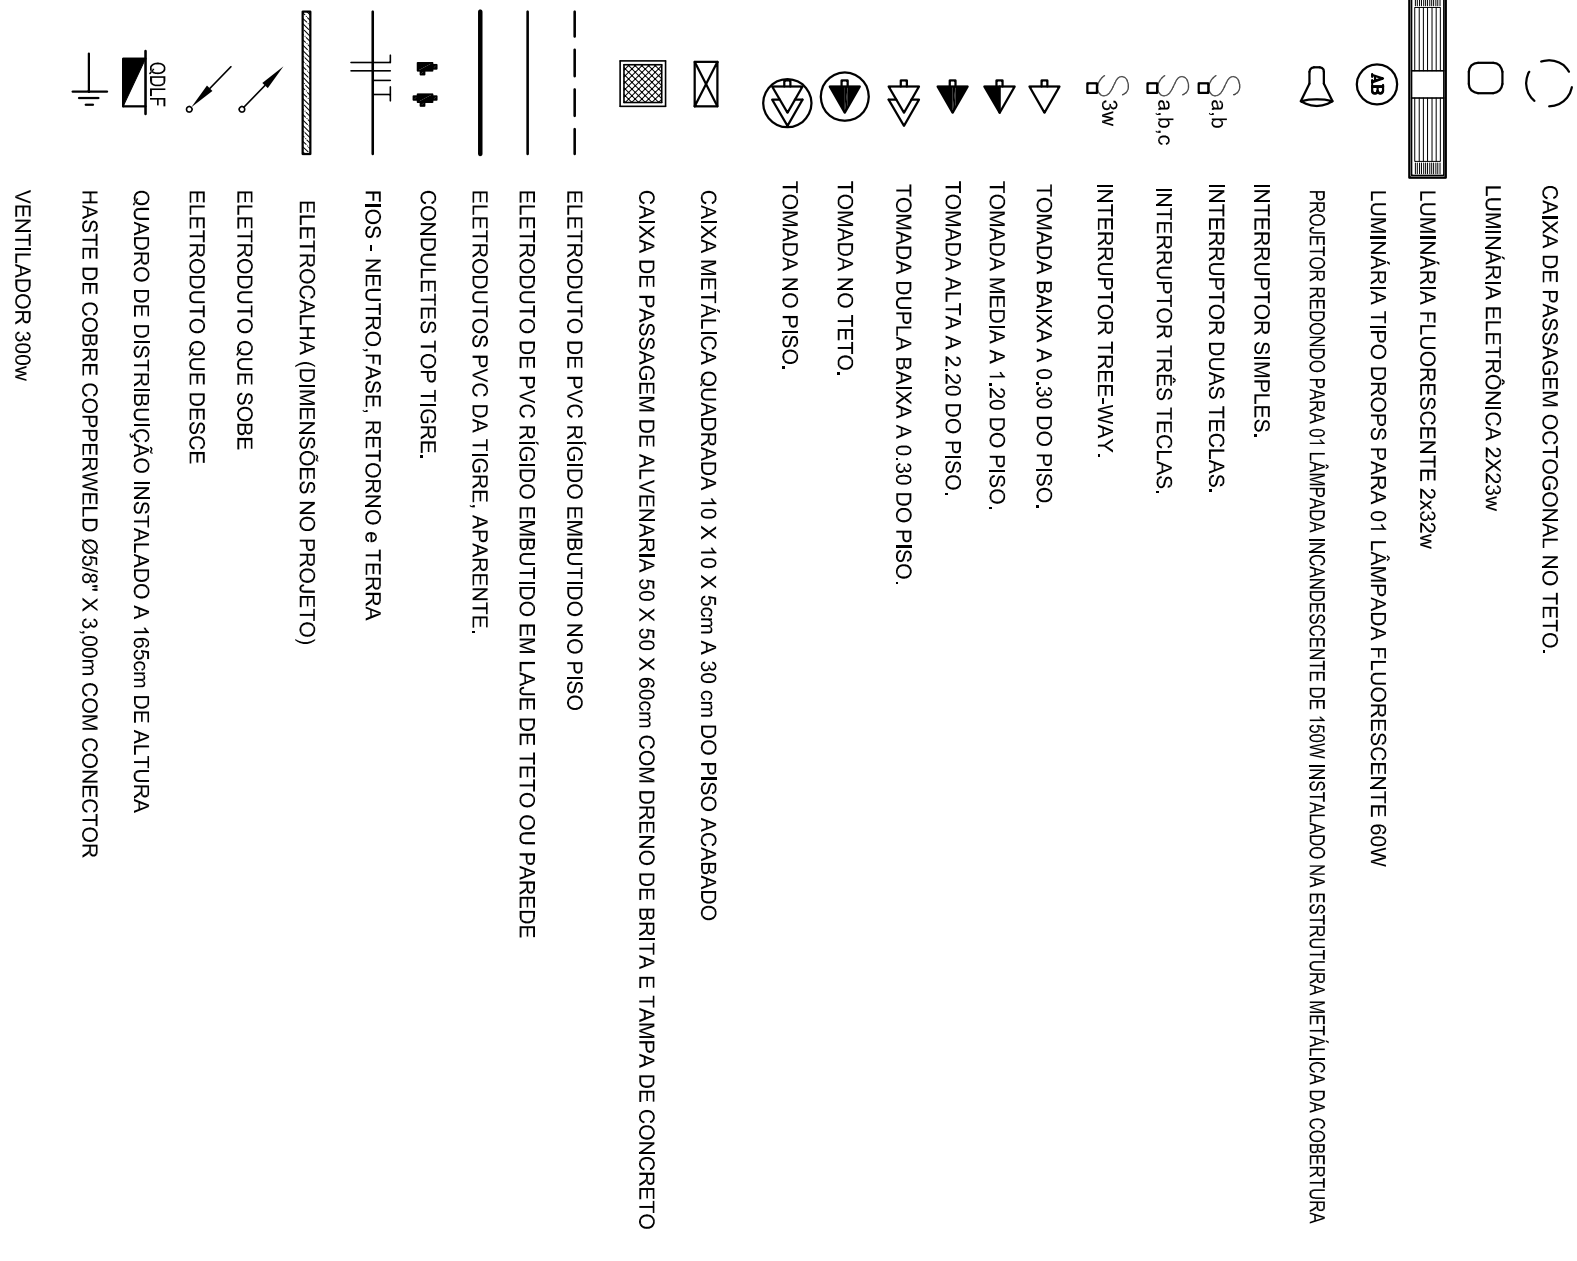 CAIXA DE PASSAGEM OCTOGONAL NO TETO.
LUMINÁRIA ELETRÔNICA 2X23w
LUMINÁRIA FLUORESCENTE 2x32w
AB LUMINÁRIA TIPO DROPS PARA 01 LÂMPADA FLUORESCENTE 60W
PROJETOR REDONDO PARA 01 LÂMPADA INCANDESCENTE DE 150W INSTALADO NA ESTRUTURA METÁLICA DA COBERTURA
INTERRUPTOR SIMPLES.
S a,b INTERRUPTOR DUAS TECLAS.
S a,b,c INTERRUPTOR TRÊS TECLAS.
S 3w INTERRUPTOR TREE-WAY.
TOMADA BAIXA A 0.30 DO PISO.
TOMADA MEDIA A 1.20 DO PISO.
TOMADA ALTA A 2.20 DO PISO.
TOMADA DUPLA BAIXA A 0.30 DO PISO.
TOMADA NO TETO.
TOMADA NO PISO.
CAIXA METÁLICA QUADRADA 10 X 10 X 5cm A 30 cm DO PISO ACABADO
CAIXA DE PASSAGEM DE ALVENARIA 50 X 50 X 60cm COM DRENO DE BRITA E TAMPA DE CONCRETO
ELETRODUTO DE PVC RÍGIDO EMBUTIDO NO PISO
ELETRODUTO DE PVC RÍGIDO EMBUTIDO EM LAJE DE TETO OU PAREDE
ELETRODUTOS PVC DA TIGRE, APARENTE.
CONDULETES TOP TIGRE.
FIOS - NEUTRO,FASE, RETORNO e TERRA
ELETROCALHA (DIMENSÕES NO PROJETO)
ELETRODUTO QUE SOBE
ELETRODUTO QUE DESCE
QDLF QUADRO DE DISTRIBUIÇÃO INSTALADO A 165cm DE ALTURA
HASTE DE COBRE COPPERWELD Ø5/8" X 3,00m COM CONECTOR
VENTILADOR 300w